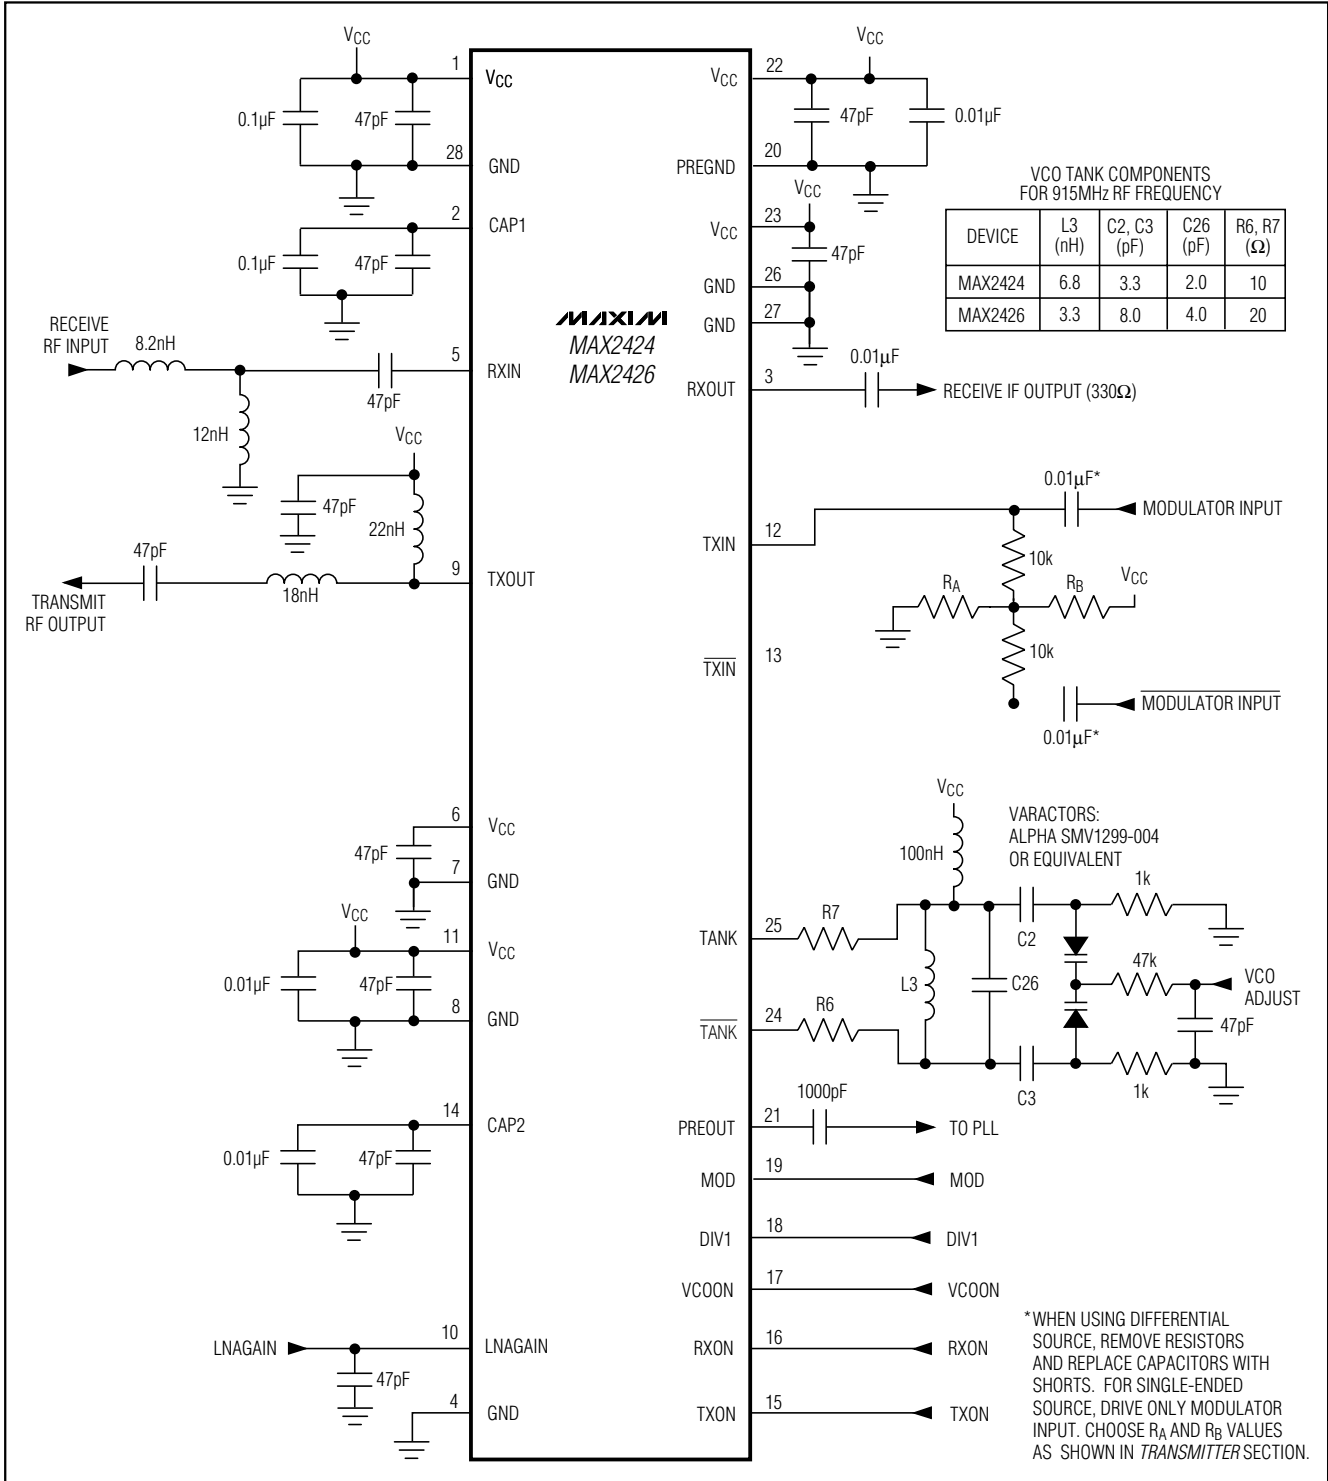 VCC
1
VCC
0.1µF
47pF
28
GND
2
CAP1
0.1µF
47pF
RECEIVE
RF INPUT
8.2nH
5
RXIN
47pF
12nH
VCC
47pF
22nH
47pF
9
TXOUT
18nH
TRANSMIT
RF OUTPUT
6
VCC
47pF
7
GND
VCC
11
VCC
0.01µF
47pF
8
GND
14
CAP2
0.01µF
47pF
LNAGAIN
10
LNAGAIN
47pF
4
GND
MAXIM
MAX2424
MAX2426
VCC
22
VCC
47pF
0.01µF
20
PREGND
VCC
23
VCC
47pF
26
GND
27
GND
VCO TANK COMPONENTS
FOR 915MHz RF FREQUENCY
DEVICE L3 (nH) C2, C3 (pF) C26 (pF) R6, R7 (Ω)
MAX2424 6.8 3.3 2.0 10
MAX2426 3.3 8.0 4.0 20
0.01µF
3
RXOUT
RECEIVE IF OUTPUT (330Ω)
0.01µF*
MODULATOR INPUT
12
TXIN
10k
RA
RB
VCC
10k
13
TXIN
MODULATOR INPUT
0.01µF*
VCC
100nH
VARACTORS:
ALPHA SMV1299-004
OR EQUIVALENT
1k
25
TANK
R7
C2
L3
C26
47k
VCO
ADJUST
24
TANK
R6
47pF
C3
1k
1000pF
21
PREOUT
TO PLL
19
MOD
MOD
18
DIV1
DIV1
17
VCOON
VCOON
16
RXON
RXON
15
TXON
TXON
*WHEN USING DIFFERENTIAL
SOURCE, REMOVE RESISTORS
AND REPLACE CAPACITORS WITH
SHORTS. FOR SINGLE-ENDED
SOURCE, DRIVE ONLY MODULATOR
INPUT. CHOOSE RA AND RB VALUES
AS SHOWN IN TRANSMITTER SECTION.